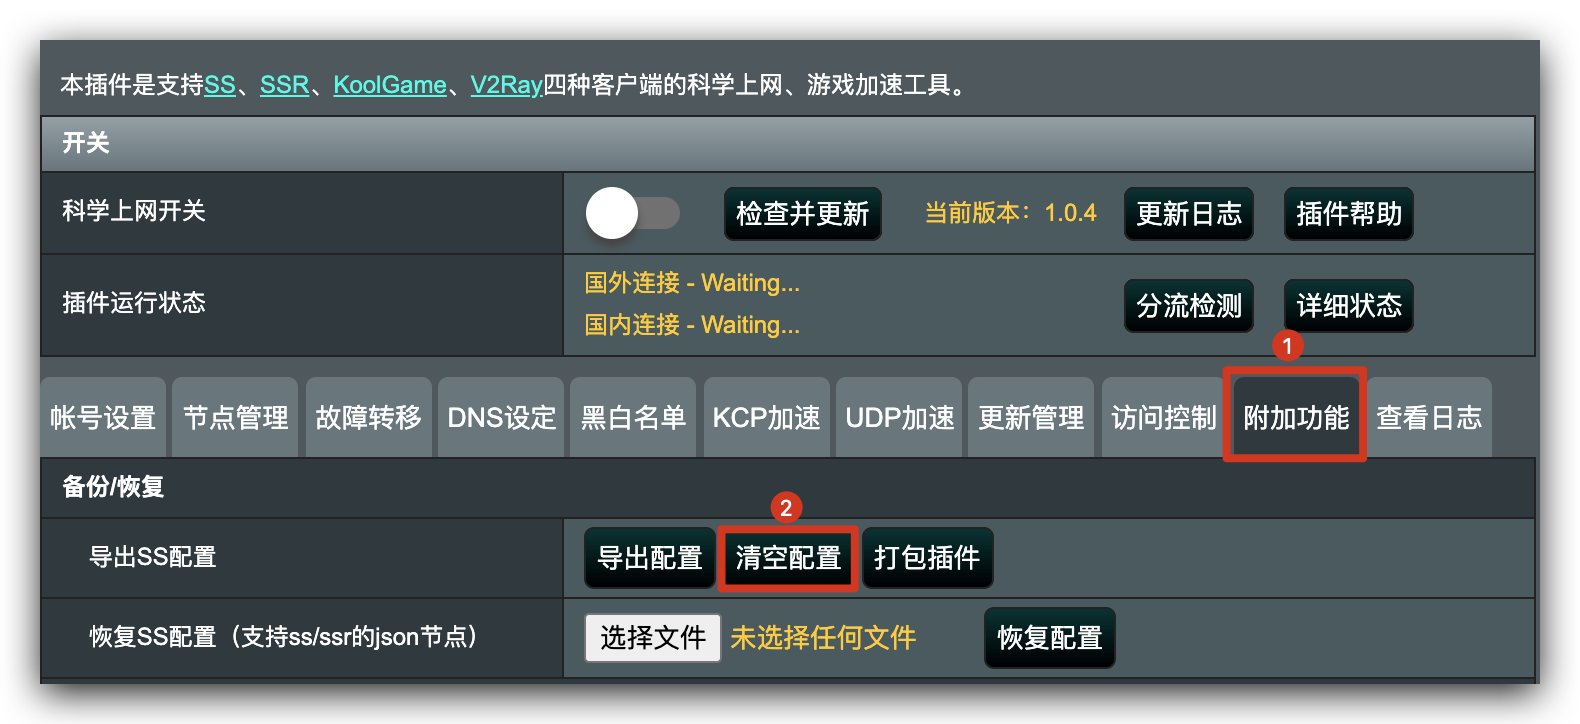 本插件是支持SS、SSR、KoolGame、V2Ray四种客户端的科学上网、游戏加速工具。
开关
科学上网开关 检查并更新 当前版本：1.0.4 更新日志 插件帮助
插件运行状态
国外连接 - Waiting...
国内连接 - Waiting...
分流检测 详细状态
1
帐号设置 节点管理 故障转移 DNS设定 黑白名单 KCP加速 UDP加速 更新管理 访问控制 附加功能 查看日志
备份/恢复
2
导出SS配置 导出配置 清空配置 打包插件
恢复SS配置（支持ss/ssr的json节点） 选择文件 未选择任何文件 恢复配置